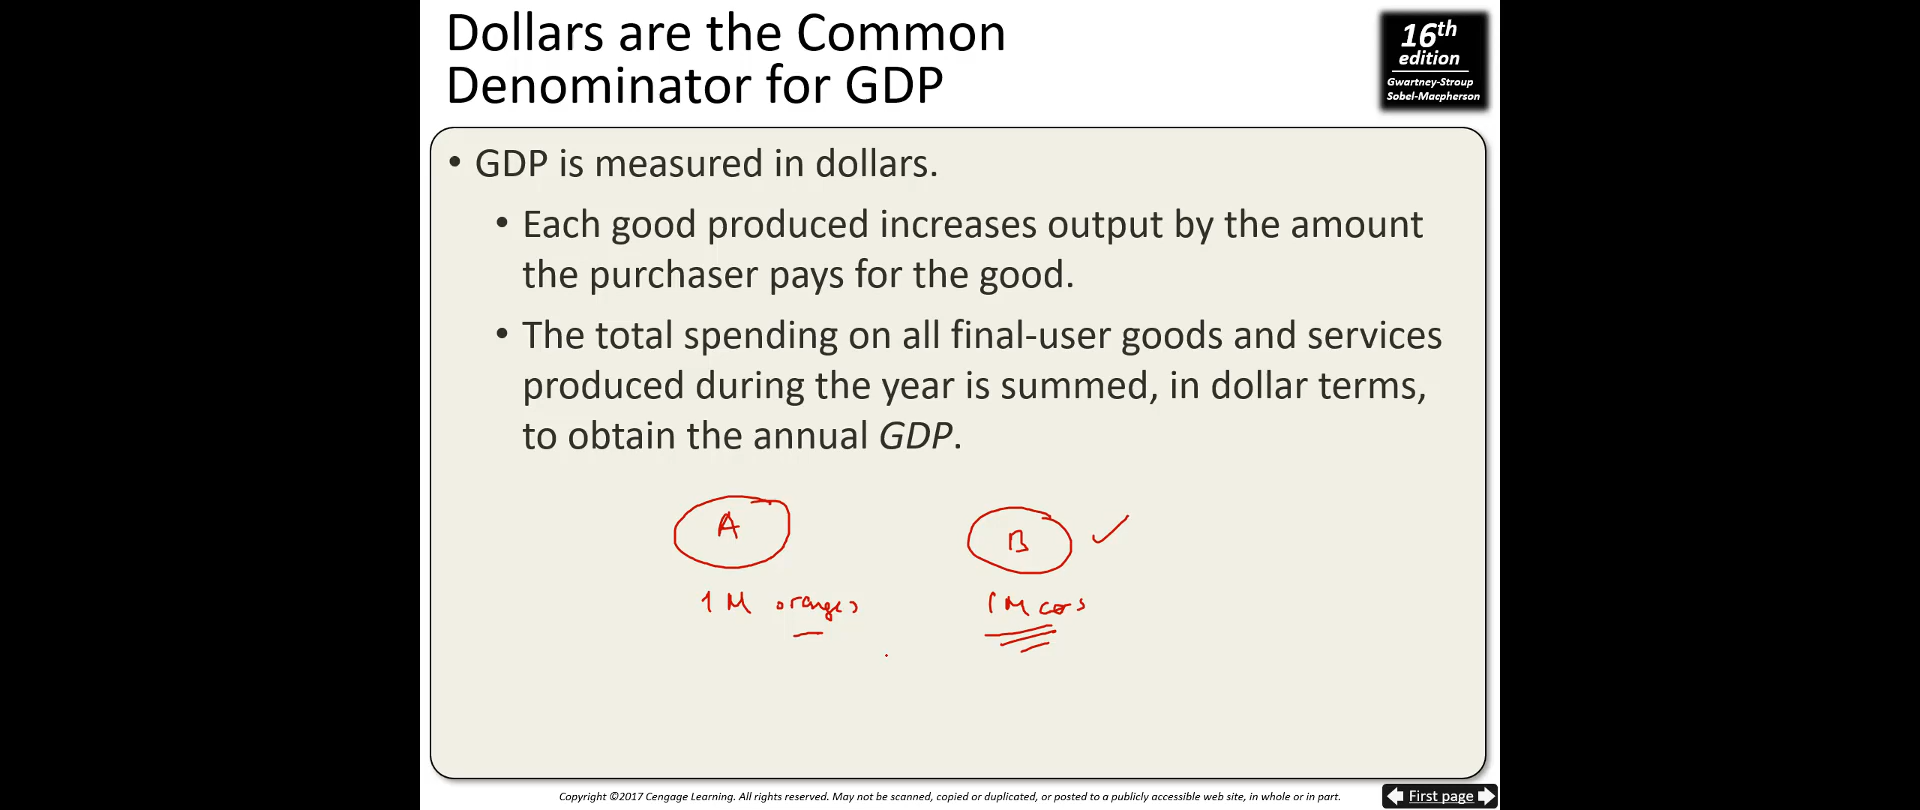 Dollars are the Common
Denominator for GDP
16th
edition
Gwartney-Stroup
Sobel-Macpherson
• GDP is measured in dollars.
• Each good produced increases output by the amount
the purchaser pays for the good.
• The total spending on all final-user goods and services
produced during the year is summed, in dollar terms,
to obtain the annual GDP.
A B
1 M oranges 1 M cars
Copyright ©2017 Cengage Learning. All rights reserved. May not be scanned, copied or duplicated, or posted to a publicly accessible web site, in whole or in part.
First page